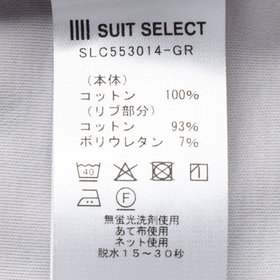 SUIT SELECT
SLC553014-GR
(本体)
コットン 100%
(リブ部分)
コットン 93%
ポリウレタン 7%
40
F
無蛍光洗剤使用
あて布使用
ネット使用
脱水15～30秒